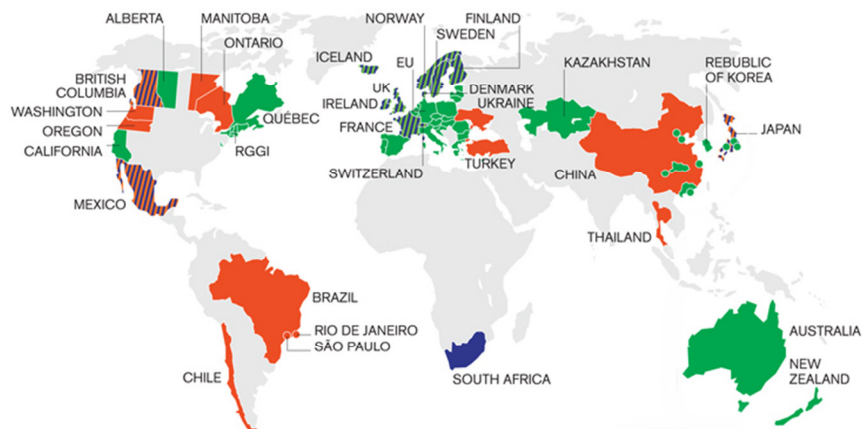 ALBERTA
MANITOBA
ONTARIO
BRITISH
COLUMBIA
WASHINGTON
OREGON
CALIFORNIA
QUÉBEC
RGGI
MEXICO
ICELAND
NORWAY
EU
UK
IRELAND
FRANCE
SWITZERLAND
FINLAND
SWEDEN
DENMARK
UKRAINE
TURKEY
KAZAKHSTAN
REBUBLIC
OF KOREA
JAPAN
CHINA
THAILAND
BRAZIL
RIO DE JANEIRO
SÃO PAULO
CHILE
SOUTH AFRICA
AUSTRALIA
NEW
ZEALAND